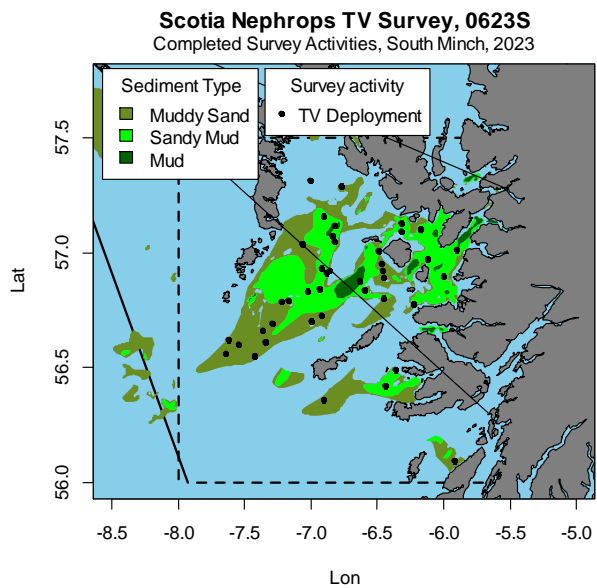 Scotia Nephrops TV Survey, 0623S
Completed Survey Activities, South Minch, 2023
Sediment Type
Muddy Sand
Sandy Mud
Mud
Survey activity
TV Deployment
57.5
57.0
56.5
56.0
Lat
-8.5 -8.0 -7.5 -7.0 -6.5 -6.0 -5.5 -5.0
Lon